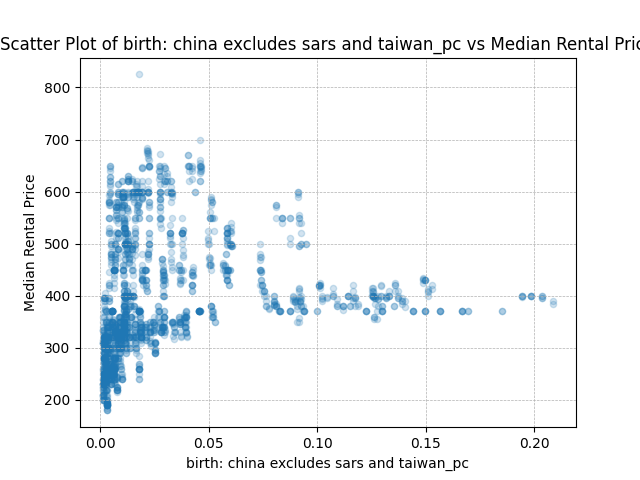 Scatter Plot of birth: china excludes sars and taiwan_pc vs Median Rental Pric
800
700
600
500
400
300
200
Median Rental Price
0.00 0.05 0.10 0.15 0.20
birth: china excludes sars and taiwan_pc